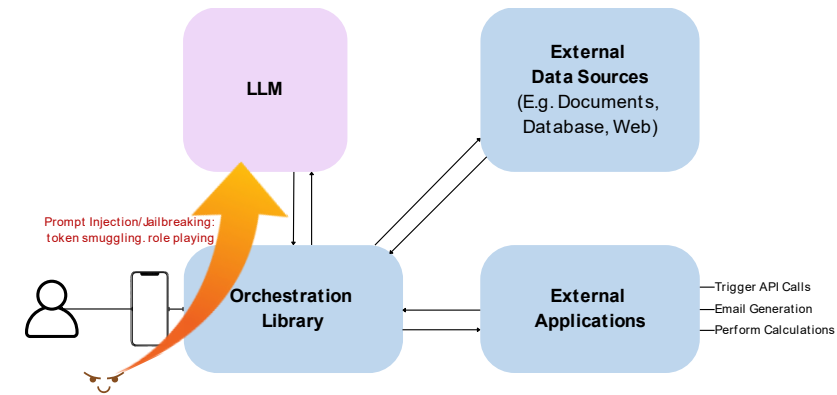 LLM
External
Data Sources
(E.g. Documents,
Database, Web)
Prompt Injection/Jailbreaking:
token smuggling. role playing
Orchestration
Library
External
Applications
Trigger API Calls
Email Generation
Perform Calculations